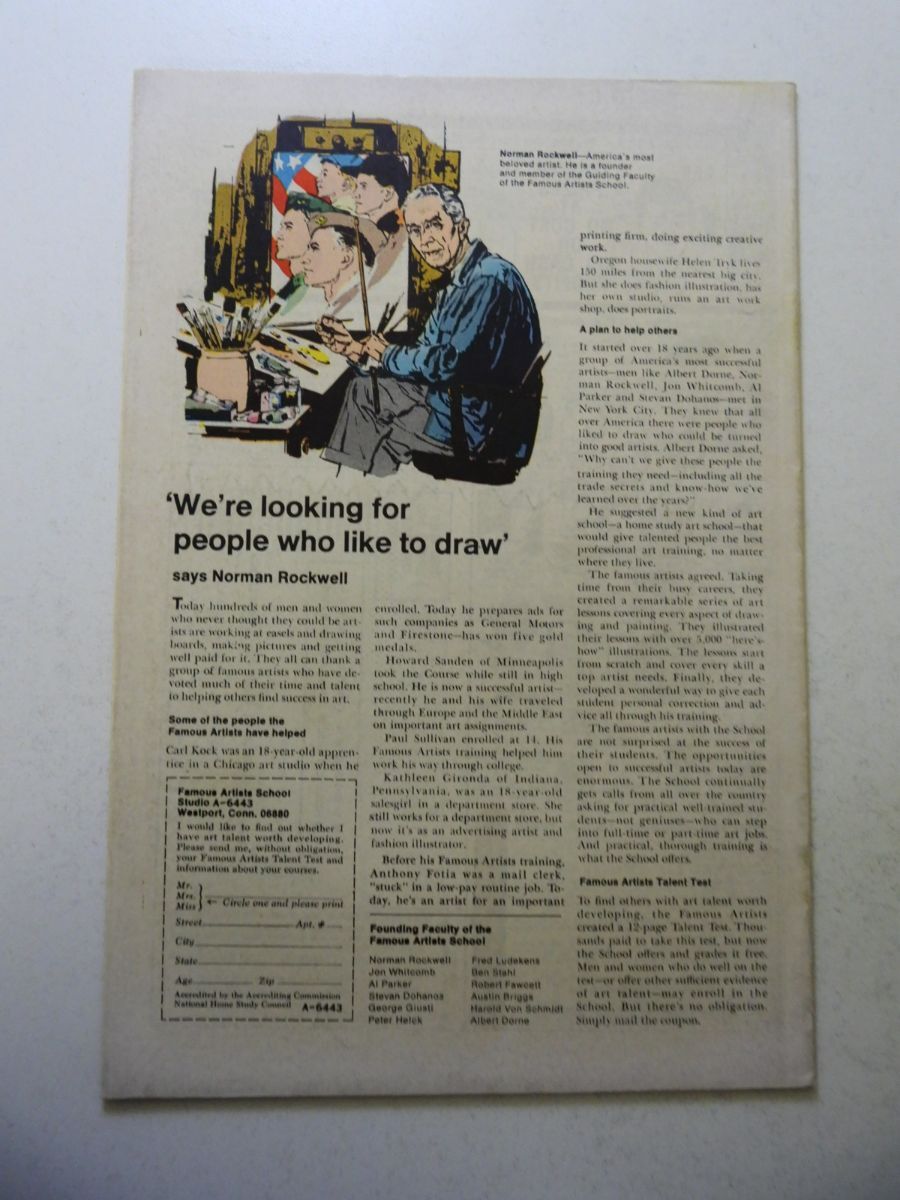 Norman Rockwell—America's most
beloved artist. He is a founder
and member of the Guiding Faculty
of the Famous Artists School.
'We're looking for
people who like to draw'
says Norman Rockwell
Today hundreds of men and women
who never thought they could be art-
ists are working at easels and drawing
boards, making pictures and getting
well paid for it. They all can thank a
group of famous artists who have de-
voted much of their time and talent
to helping others find success in art.
Some of the people the
Famous Artists have helped
Carl Kock was an 18-year-old appren-
tice in a Chicago art studio when he
Famous Artists School
Studio A-6443
Westport, Conn. 06880
I would like to find out whether I
have art talent worth developing.
Please send me, without obligation,
your Famous Artists Talent Test and
information about your courses.
Mr.
Mrs.
Miss
← Circle one and please print
Street Apt. #
City
State
Age Zip
Accredited by the Accrediting Commission
National Home Study Council A-6443
enrolled. Today he prepares ads for
such companies as General Motors
and Firestone—has won five gold
medals.
Howard Sanden of Minneapolis
took the Course while still in high
school. He is now a successful artist—
recently he and his wife traveled
through Europe and the Middle East
on important art assignments.
Paul Sullivan enrolled at 14. His
Famous Artists training helped him
work his way through college.
Kathleen Gironda of Indiana,
Pennsylvania, was an 18-year-old
salesgirl in a department store. She
still works for a department store, but
now it's as an advertising artist and
fashion illustrator.
Before his Famous Artists training,
Anthony Fotia was a mail clerk,
"stuck" in a low-pay routine job. To-
day, he's an artist for an important
Founding Faculty of the
Famous Artists School
Norman Rockwell
Jon Whitcomb
Al Parker
Stevan Dohanos
George Giusti
Peter Helck
Fred Ludekens
Ben Stahl
Robert Fawcett
Austin Briggs
Harold Von Schmidt
Albert Dorne
printing firm, doing exciting creative
work.
Oregon housewife Helen Tryk lives
150 miles from the nearest big city.
But she does fashion illustration, has
her own studio, runs an art work
shop, does portraits.
A plan to help others
It started over 18 years ago when a
group of America's most successful
artists—men like Albert Dorne, Nor-
man Rockwell, Jon Whitcomb, Al
Parker and Stevan Dohanos—met in
New York City. They knew that all
over America there were people who
liked to draw who could be turned
into good artists. Albert Dorne asked,
"Why can't we give these people the
training they need—including all the
trade secrets and know-how we've
learned over the years?"
He suggested a new kind of art
school—a home study art school—that
would give talented people the best
professional art training, no matter
where they live.
The famous artists agreed. Taking
time from their busy careers, they
created a remarkable series of art
lessons covering every aspect of draw-
ing and painting. They illustrated
their lessons with over 5,000 "here's-
how" illustrations. The lessons start
from scratch and cover every skill a
top artist needs. Finally, they de-
veloped a wonderful way to give each
student personal correction and ad-
vice all through his training.
The famous artists with the School
are not surprised at the success of
their students. The opportunities
open to successful artists today are
enormous. The School continually
gets calls from all over the country
asking for practical well-trained stu-
dents—not geniuses—who can step
into full-time or part-time art jobs.
And practical, thorough training is
what the School offers.
Famous Artists Talent Test
To find others with art talent worth
developing, the Famous Artists
created a 12-page Talent Test. Thou-
sands paid to take this test, but now
the School offers and grades it free.
Men and women who do well on the
test—or offer other sufficient evidence
of art talent—may enroll in the
School. But there's no obligation.
Simply mail the coupon.